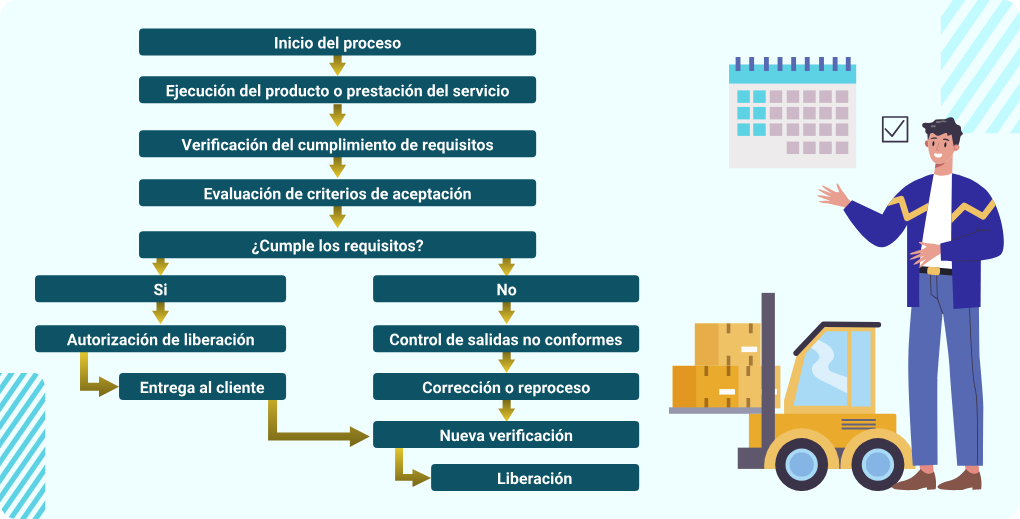 Inicio del proceso
Ejecución del producto o prestación del servicio
Verificación del cumplimiento de requisitos
Evaluación de criterios de aceptación
¿Cumple los requisitos?
Si
No
Autorización de liberación
Control de salidas no conformes
Entrega al cliente
Corrección o reproceso
Nueva verificación
Liberación